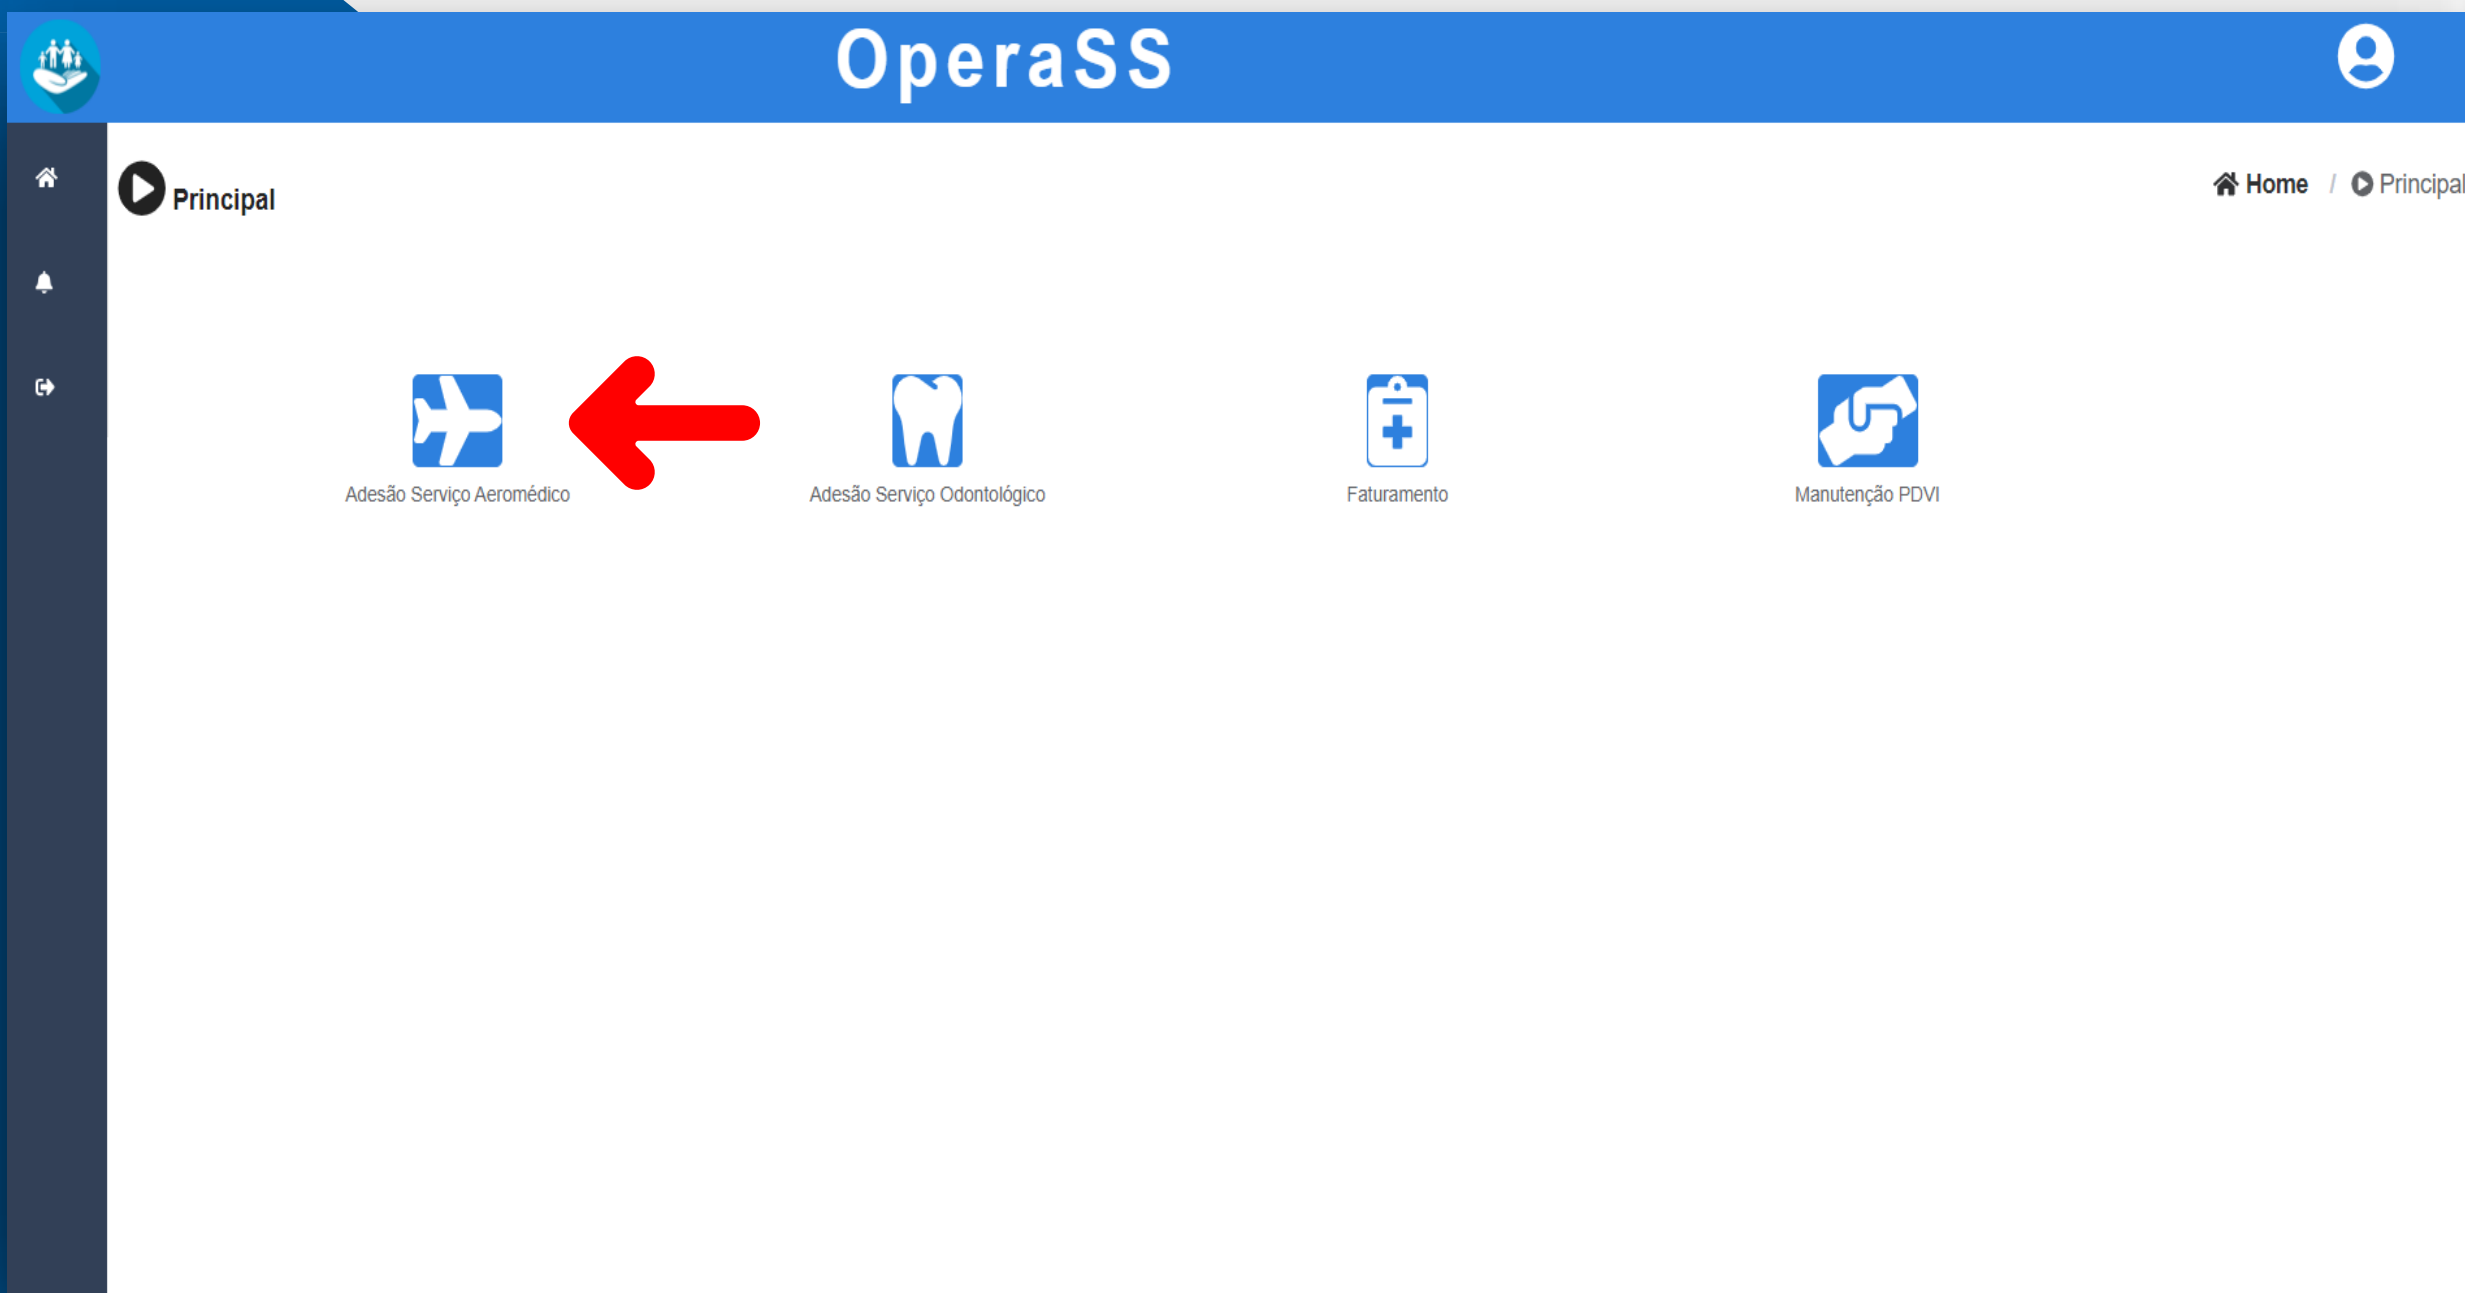 OperaSS
Principal
Home / Principal
Adesão Serviço Aeromédico
Adesão Serviço Odontológico
Faturamento
Manutenção PDVI